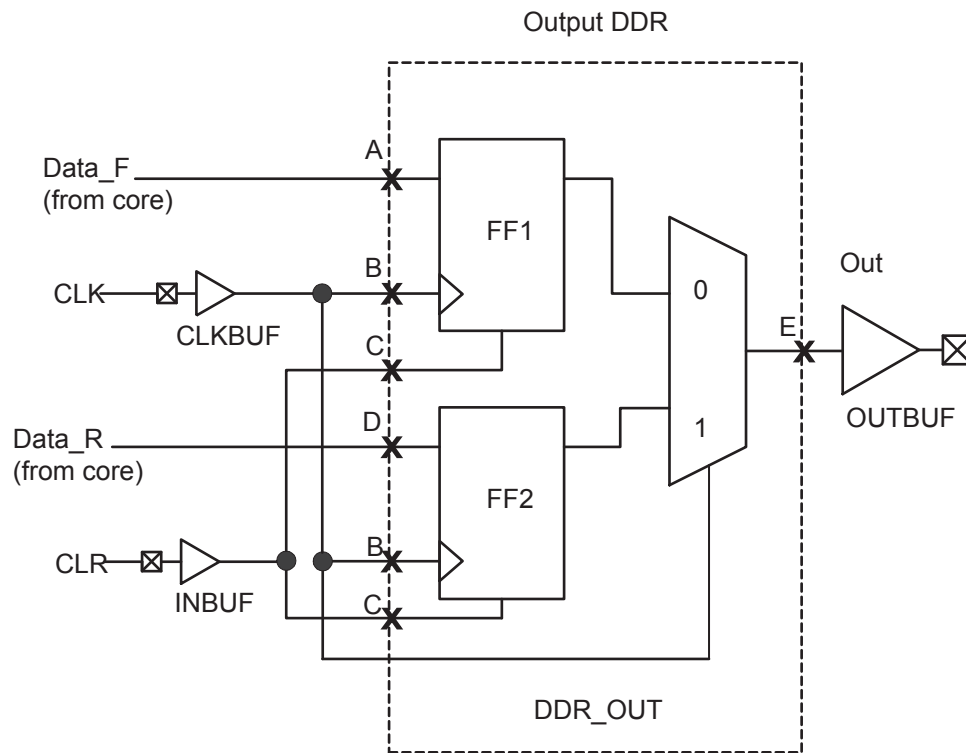 Output DDR
A
Data_F
(from core)
FF1
B
CLK
CLKBUF
0
Out
C
E
OUTBUF
D
Data_R
(from core)
1
FF2
B
CLR
INBUF
C
DDR_OUT